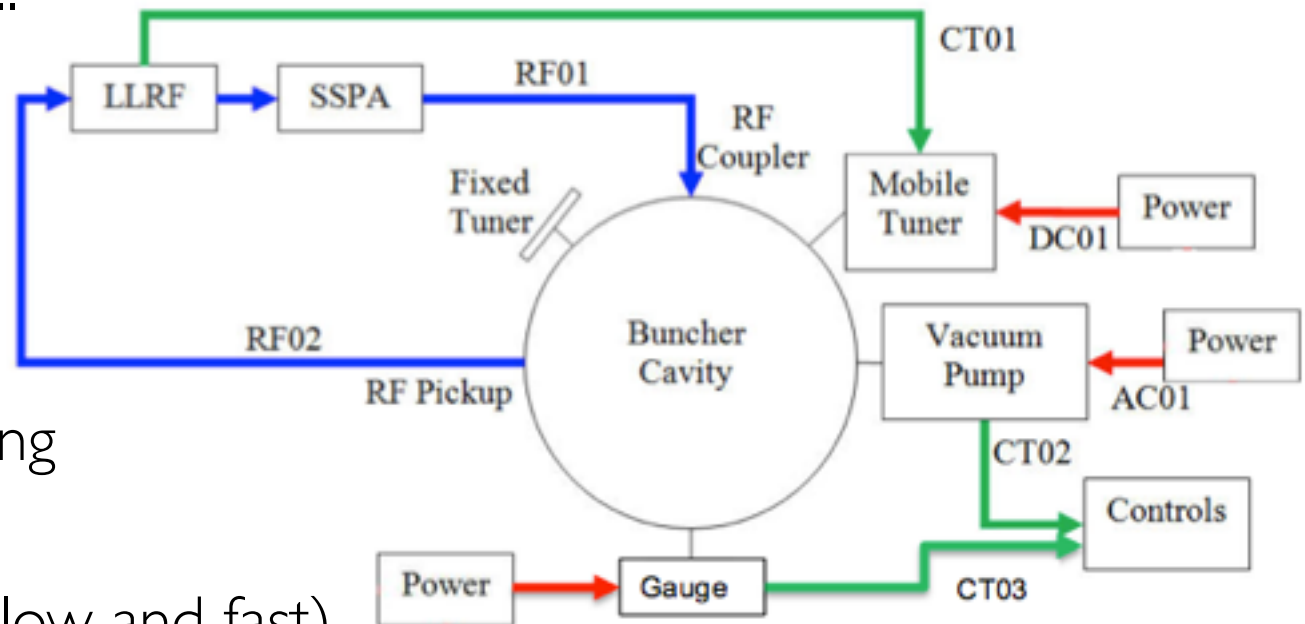 CT01
LLRF
SSPA
RF01
RF
Coupler
Fixed
Tuner
Mobile
Tuner
Power
DC01
RF02
RF Pickup
Buncher
Cavity
Vacuum
Pump
Power
AC01
ng
CT02
Controls
Power
Gauge
CT03
low and fast)